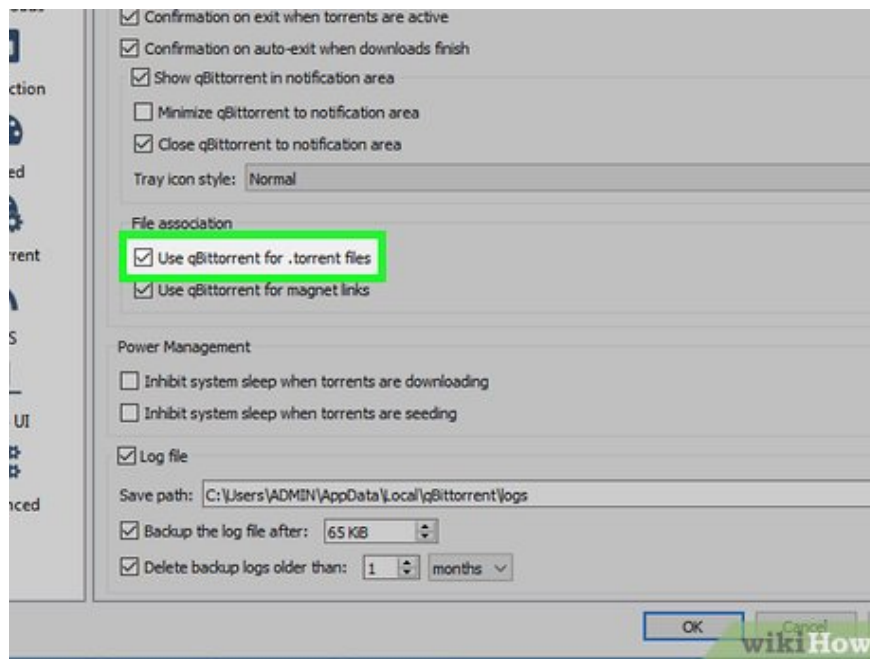 Confirmation on exit when torrents are active
Confirmation on auto-exit when downloads finish
Show qBittorrent in notification area
ction
Minimize qBittorrent to notification area
Close qBittorrent to notification area
ed
Tray icon style: Normal
File association
rent
Use qBittorrent for .torrent files
Use qBittorrent for magnet links
S
Power Management
Inhibit system sleep when torrents are downloading
Inhibit system sleep when torrents are seeding
UI
Log file
Save path: C:\Users\ADMIN\AppData\Local\qBittorrent\logs
nced
Backup the log file after: 65 KiB
Delete backup logs older than: 1 months
OK Cancel
wikiHow